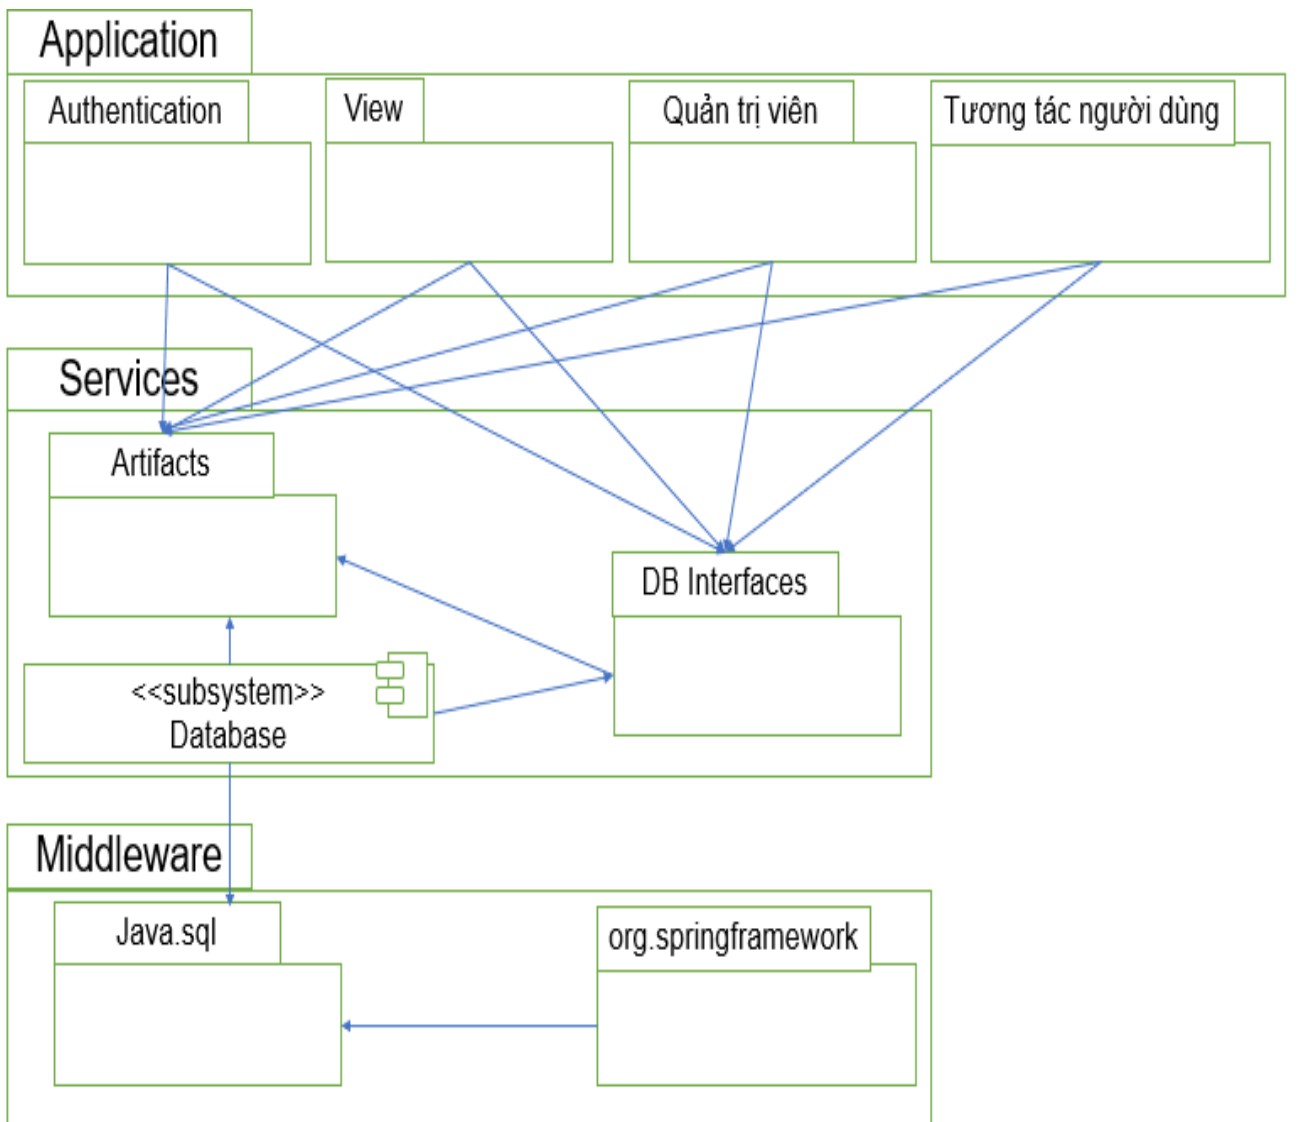 Application
Authentication
View
Quản trị viên
Tương tác người dùng
Services
Artifacts
DB Interfaces
<<subsystem>>
Database
Middleware
Java.sql
org.springframework